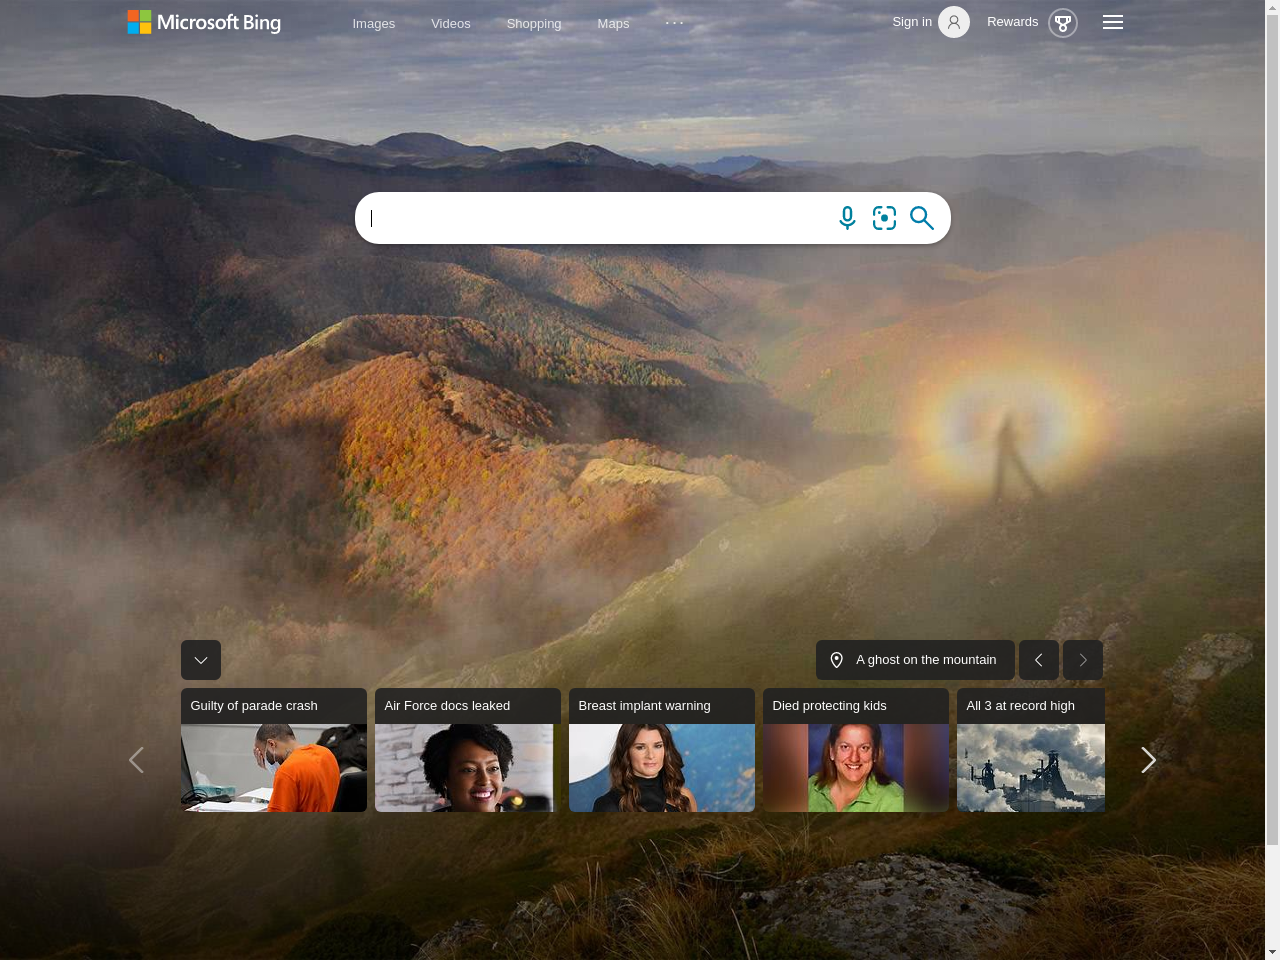 Microsoft Bing
Images
Videos
Shopping
Maps
Sign in
Rewards
A ghost on the mountain
Guilty of parade crash
Air Force docs leaked
Breast implant warning
Died protecting kids
All 3 at record high